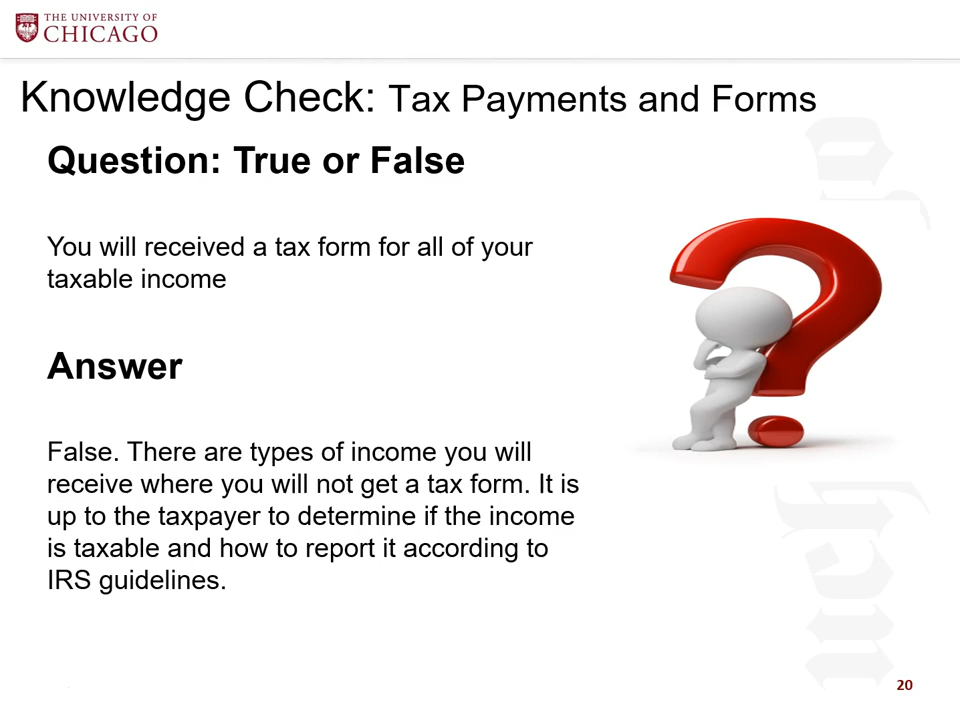 THE UNIVERSITY OF
CHICAGO
Knowledge Check: Tax Payments and Forms
Question: True or False
You will received a tax form for all of your
taxable income
Answer
False. There are types of income you will
receive where you will not get a tax form. It is
up to the taxpayer to determine if the income
is taxable and how to report it according to
IRS guidelines.
20